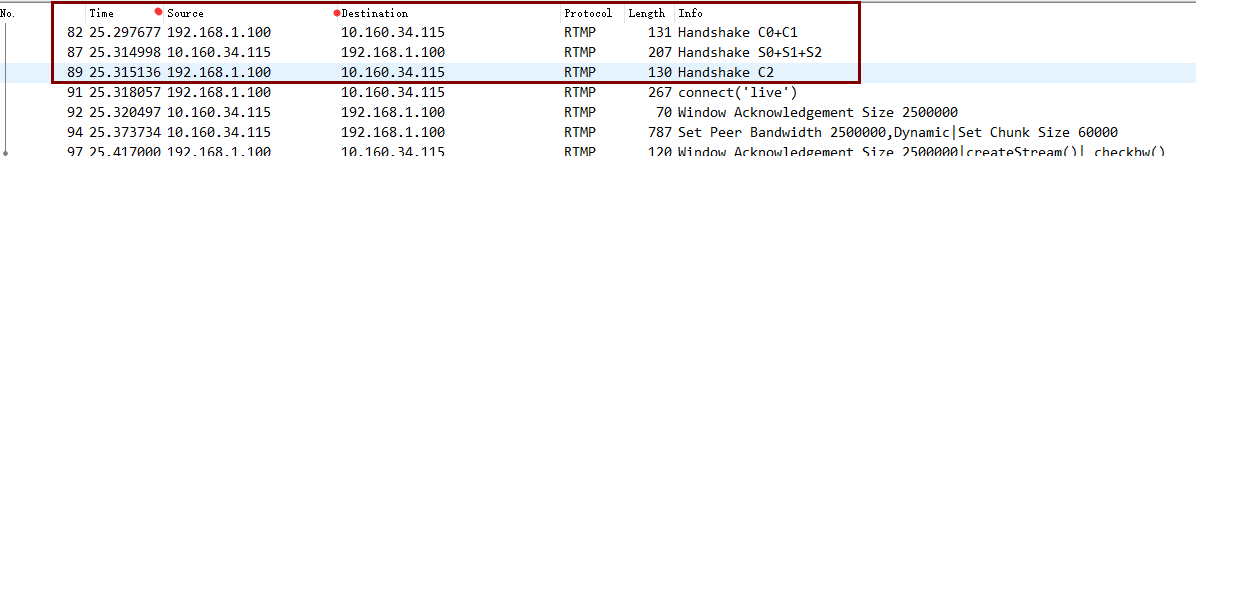 No. Time Source Destination Protocol Length Info
82 25.297677 192.168.1.100 10.160.34.115 RTMP 131 Handshake C0+C1
87 25.314998 10.160.34.115 192.168.1.100 RTMP 207 Handshake S0+S1+S2
89 25.315136 192.168.1.100 10.160.34.115 RTMP 130 Handshake C2
91 25.318057 192.168.1.100 10.160.34.115 RTMP 267 connect('live')
92 25.320497 10.160.34.115 192.168.1.100 RTMP 70 Window Acknowledgement Size 2500000
94 25.373734 10.160.34.115 192.168.1.100 RTMP 787 Set Peer Bandwidth 2500000,Dynamic|Set Chunk Size 60000
97 25.417000 192.168.1.100 10.160.34.115 RTMP 120 Window Acknowledgement Size 2500000|createStream()|_checkbw()